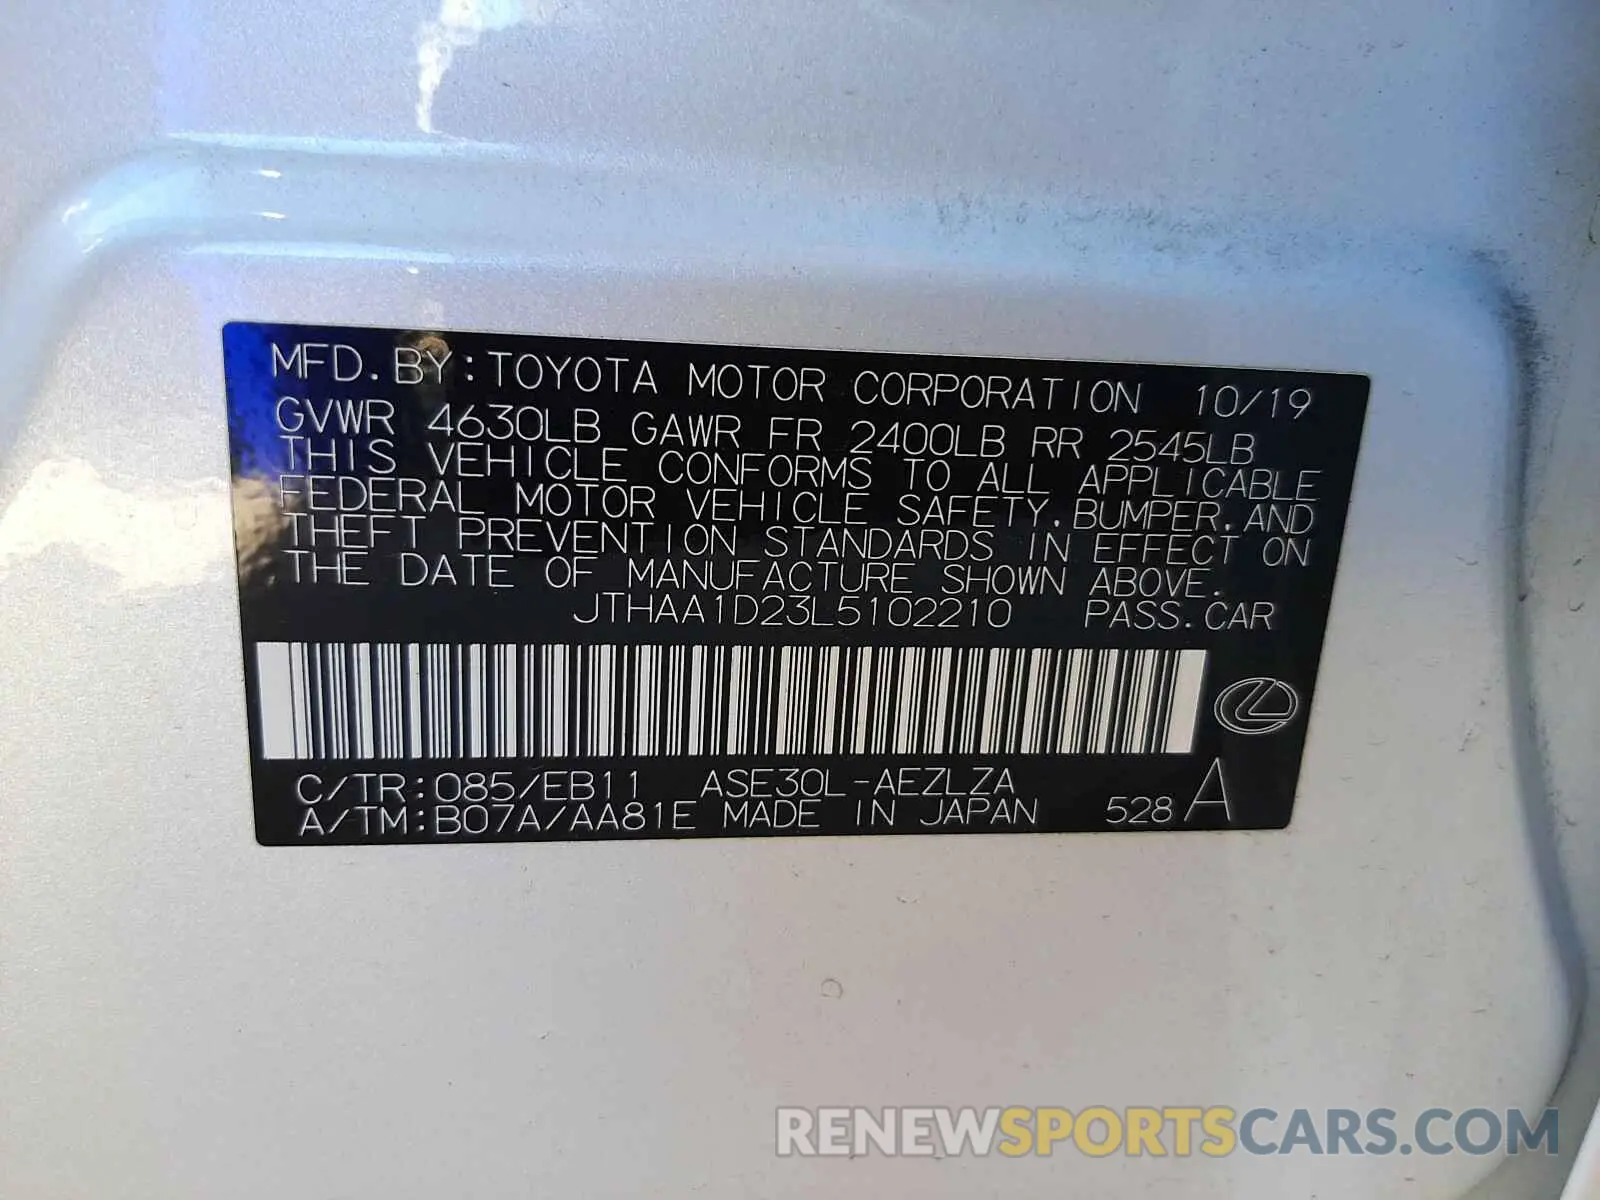 MFD. BY: TOYOTA MOTOR CORPORATION 10/19
GVWR 4630LB GAWR FR 2400LB RR 2545LB
THIS VEHICLE CONFORMS TO ALL APPLICABLE
FEDERAL MOTOR VEHICLE SAFETY, BUMPER, AND
THEFT PREVENTION STANDARDS IN EFFECT ON
THE DATE OF MANUFACTURE SHOWN ABOVE.
JTHAA1D23L5102210 PASS. CAR
C/TR: 085/EB11 ASE30L-AEZLZA
A/TM: B07A/AA81E MADE IN JAPAN 528 A
RENEWSPORTSCARS.COM